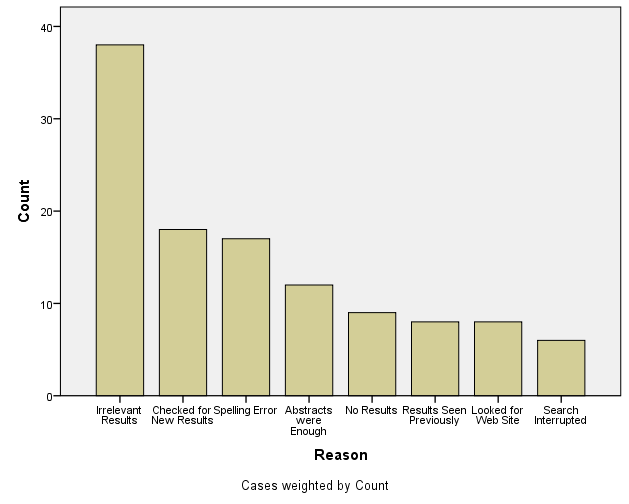 Count
40
30
20
10
0
Irrelevant
Results
Checked for
New Results
Spelling Error
Abstracts
were
Enough
No Results
Results Seen
Previously
Looked for
Web Site
Search
Interrupted
Reason
Cases weighted by Count